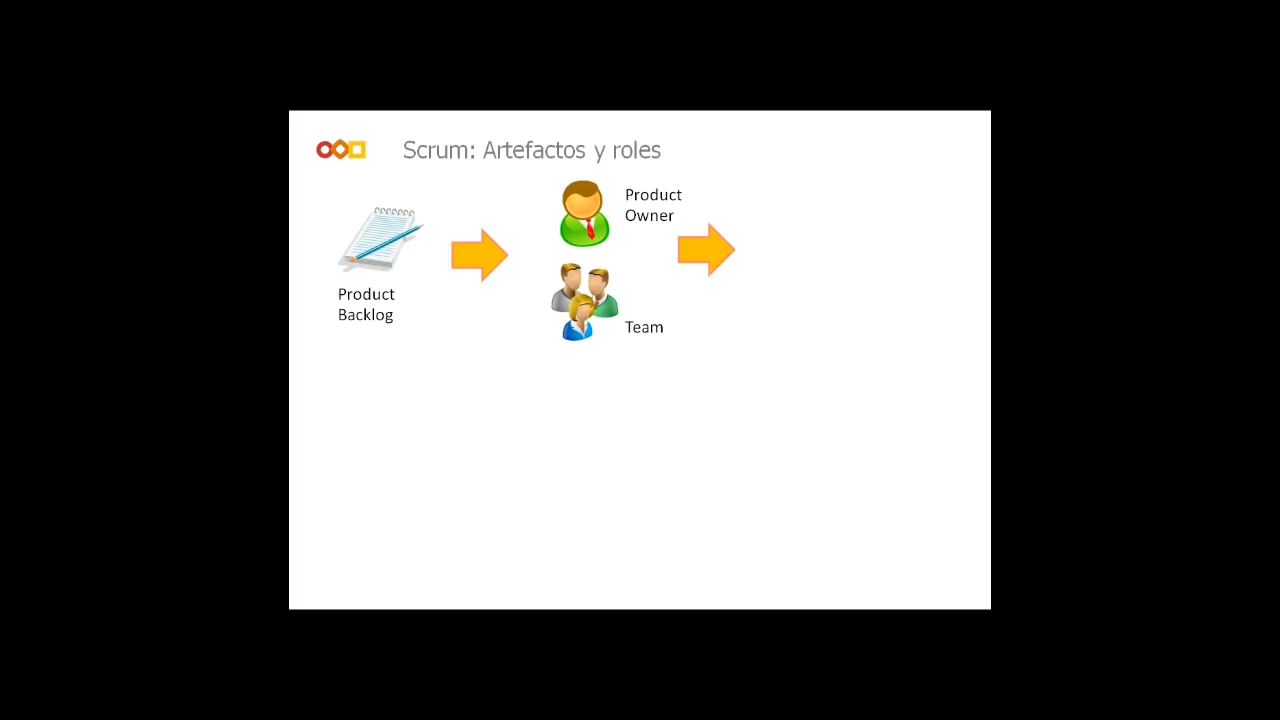 Scrum: Artefactos y roles
Product
Owner
Product
Backlog
Team